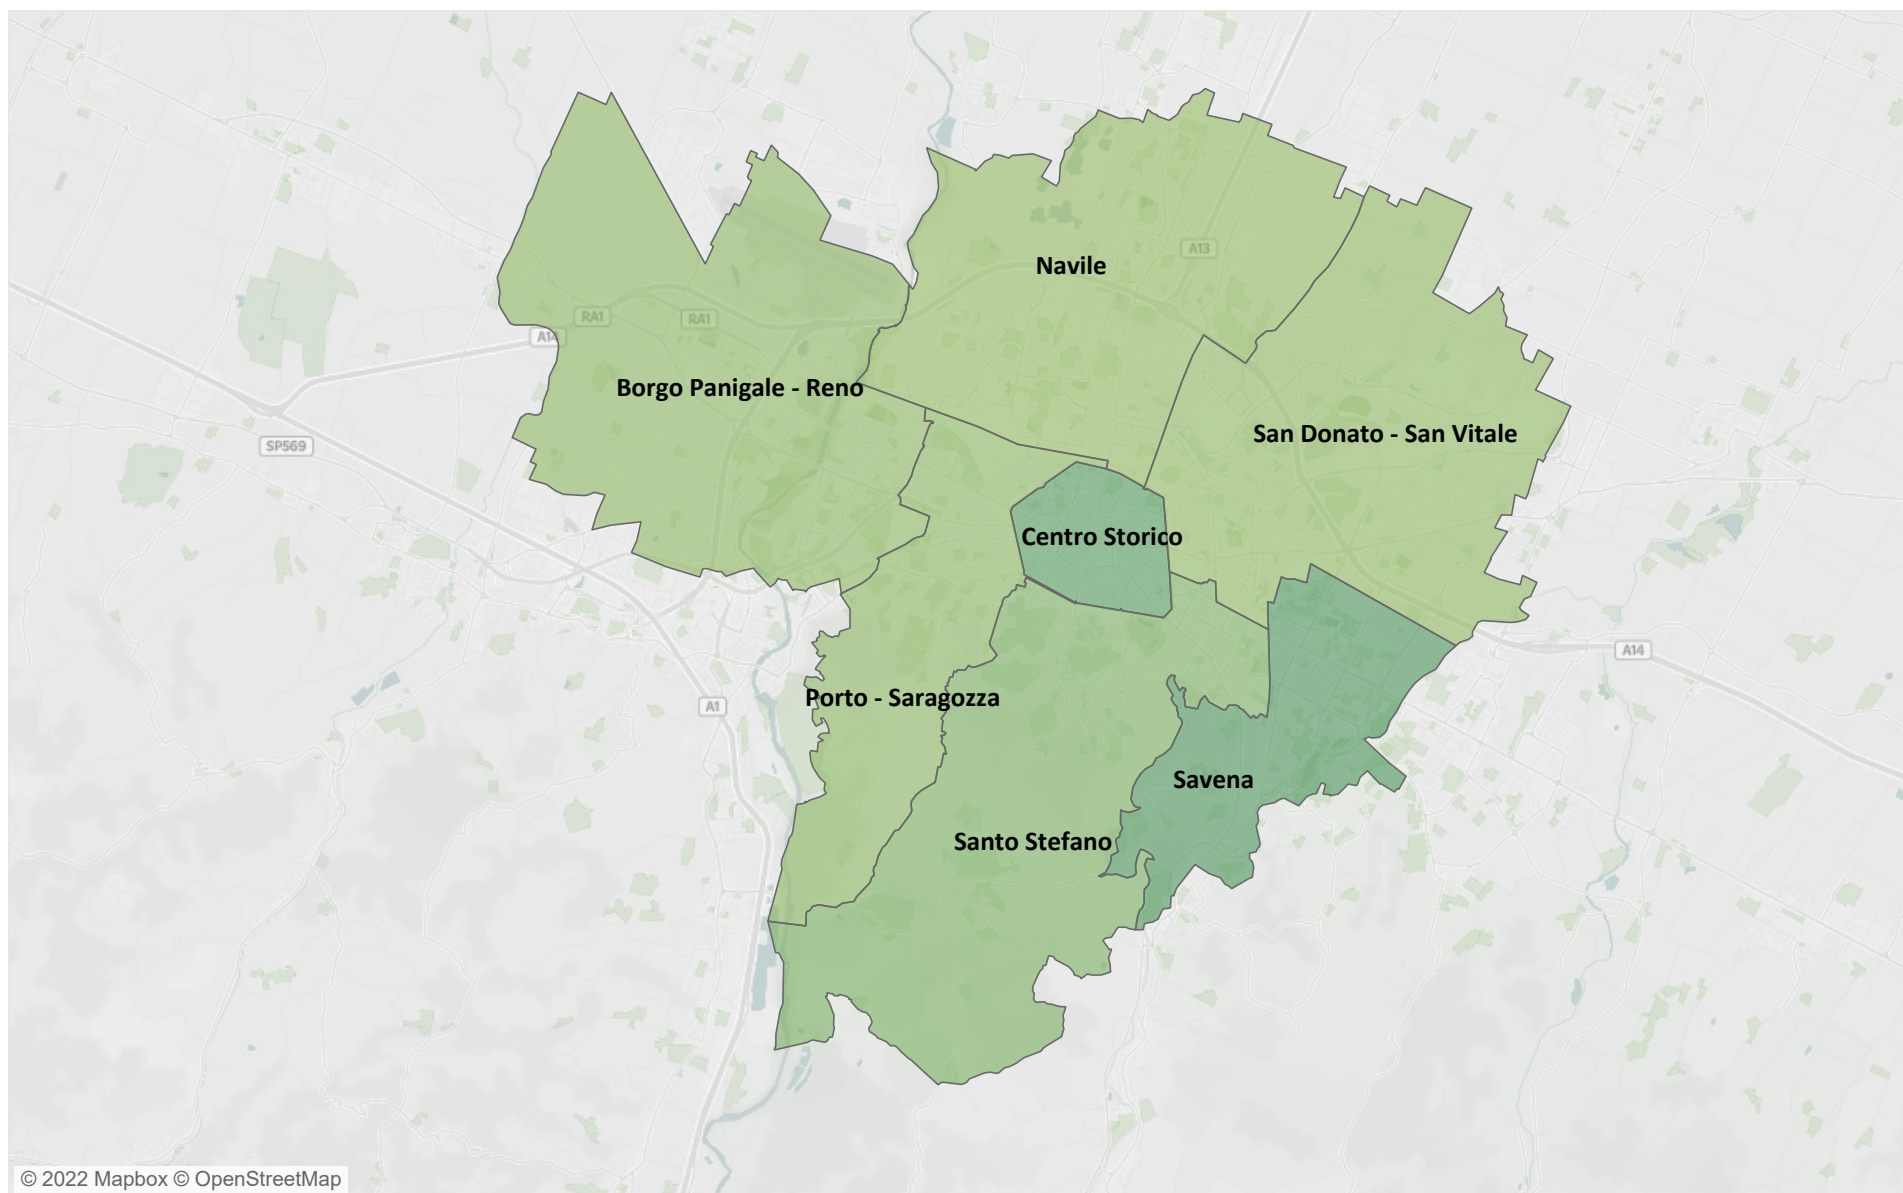 Navile
A13
RA1
RA1
A14
Borgo Panigale - Reno
San Donato - San Vitale
SP569
Centro Storico
A14
Porto - Saragozza
A1
Savena
Santo Stefano
© 2022 Mapbox © OpenStreetMap